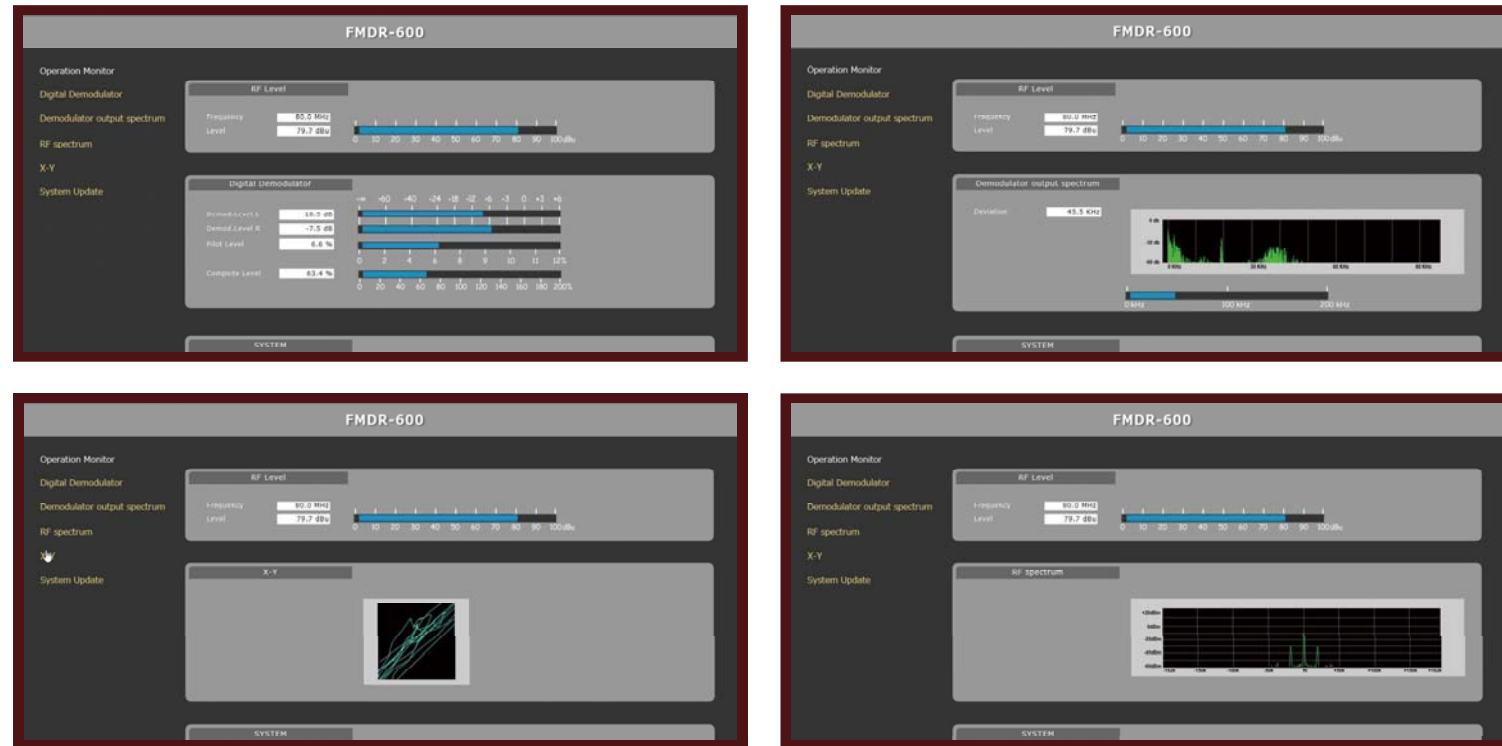 FMDR-600
Operation Monitor
Digital Demodulator
Demodulator output spectrum
RF spectrum
X-Y
System Update
RF Level
Frequency 80.0 MHz
Level 79.7 dBu
0 10 20 30 40 50 60 70 80 90 100dBu
Digital Demodulator
-∞ -60 -40 -24 -18 -12 -6 -3 0 +3 +6
Demod.Level R -7.5 dB
Pilot Level 6.6 %
0 2 4 6 8 9 10 11 12%
Compsite Level 63.4 %
0 20 40 60 80 100 120 140 160 180 200%
SYSTEM
FMDR-600
Operation Monitor
Digital Demodulator
Demodulator output spectrum
RF spectrum
X-Y
System Update
RF Level
Frequency 80.0 MHz
Level 79.7 dBu
0 10 20 30 40 50 60 70 80 90 100dBu
Demodulator output spectrum
Deviation 45.5 KHz
0 KHz
0kHz 100 kHz 200 kHz
SYSTEM
FMDR-600
Operation Monitor
Digital Demodulator
Demodulator output spectrum
RF spectrum
System Update
RF Level
Frequency 80.0 MHz
Level 79.7 dBu
0 10 20 30 40 50 60 70 80 90 100dBu
X-Y
SYSTEM
FMDR-600
Operation Monitor
Digital Demodulator
Demodulator output spectrum
RF spectrum
X-Y
System Update
RF Level
Frequency 80.0 MHz
Level 79.7 dBu
0 10 20 30 40 50 60 70 80 90 100dBu
RF spectrum
SYSTEM